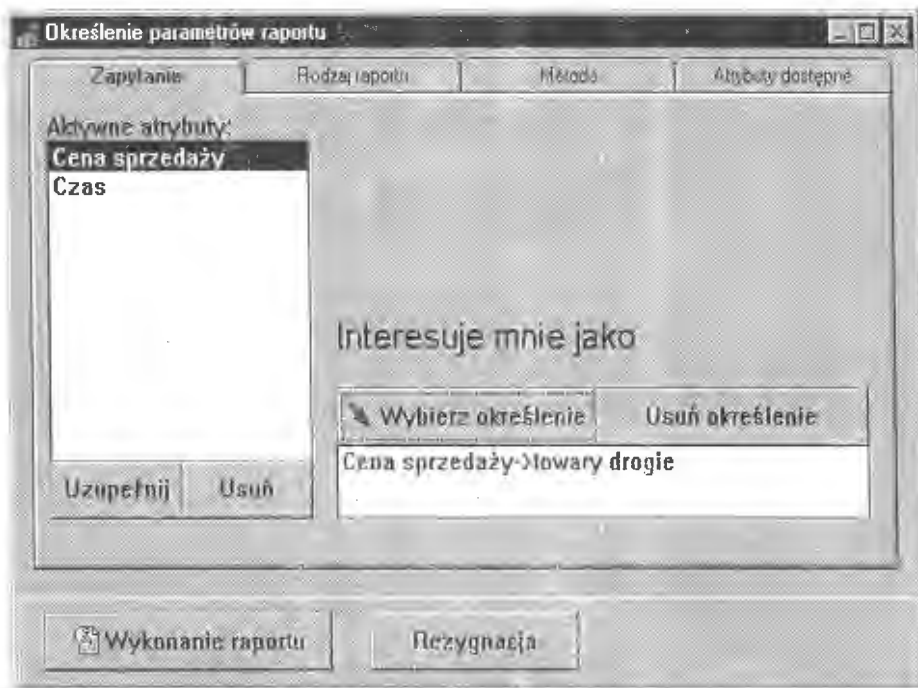 Określenie parametrów raportu
Zapytanie
Rodzaj raportu
Metoda
Atrybuty dostępne
Aktywne atrybuty:
Cena sprzedaży
Czas
Interesuje mnie jako
Wybierz określenie
Usuń określenie
Cena sprzedaży->towary drogie
Uzupełnij
Usuń
Wykonanie raportu
Rezygnacja